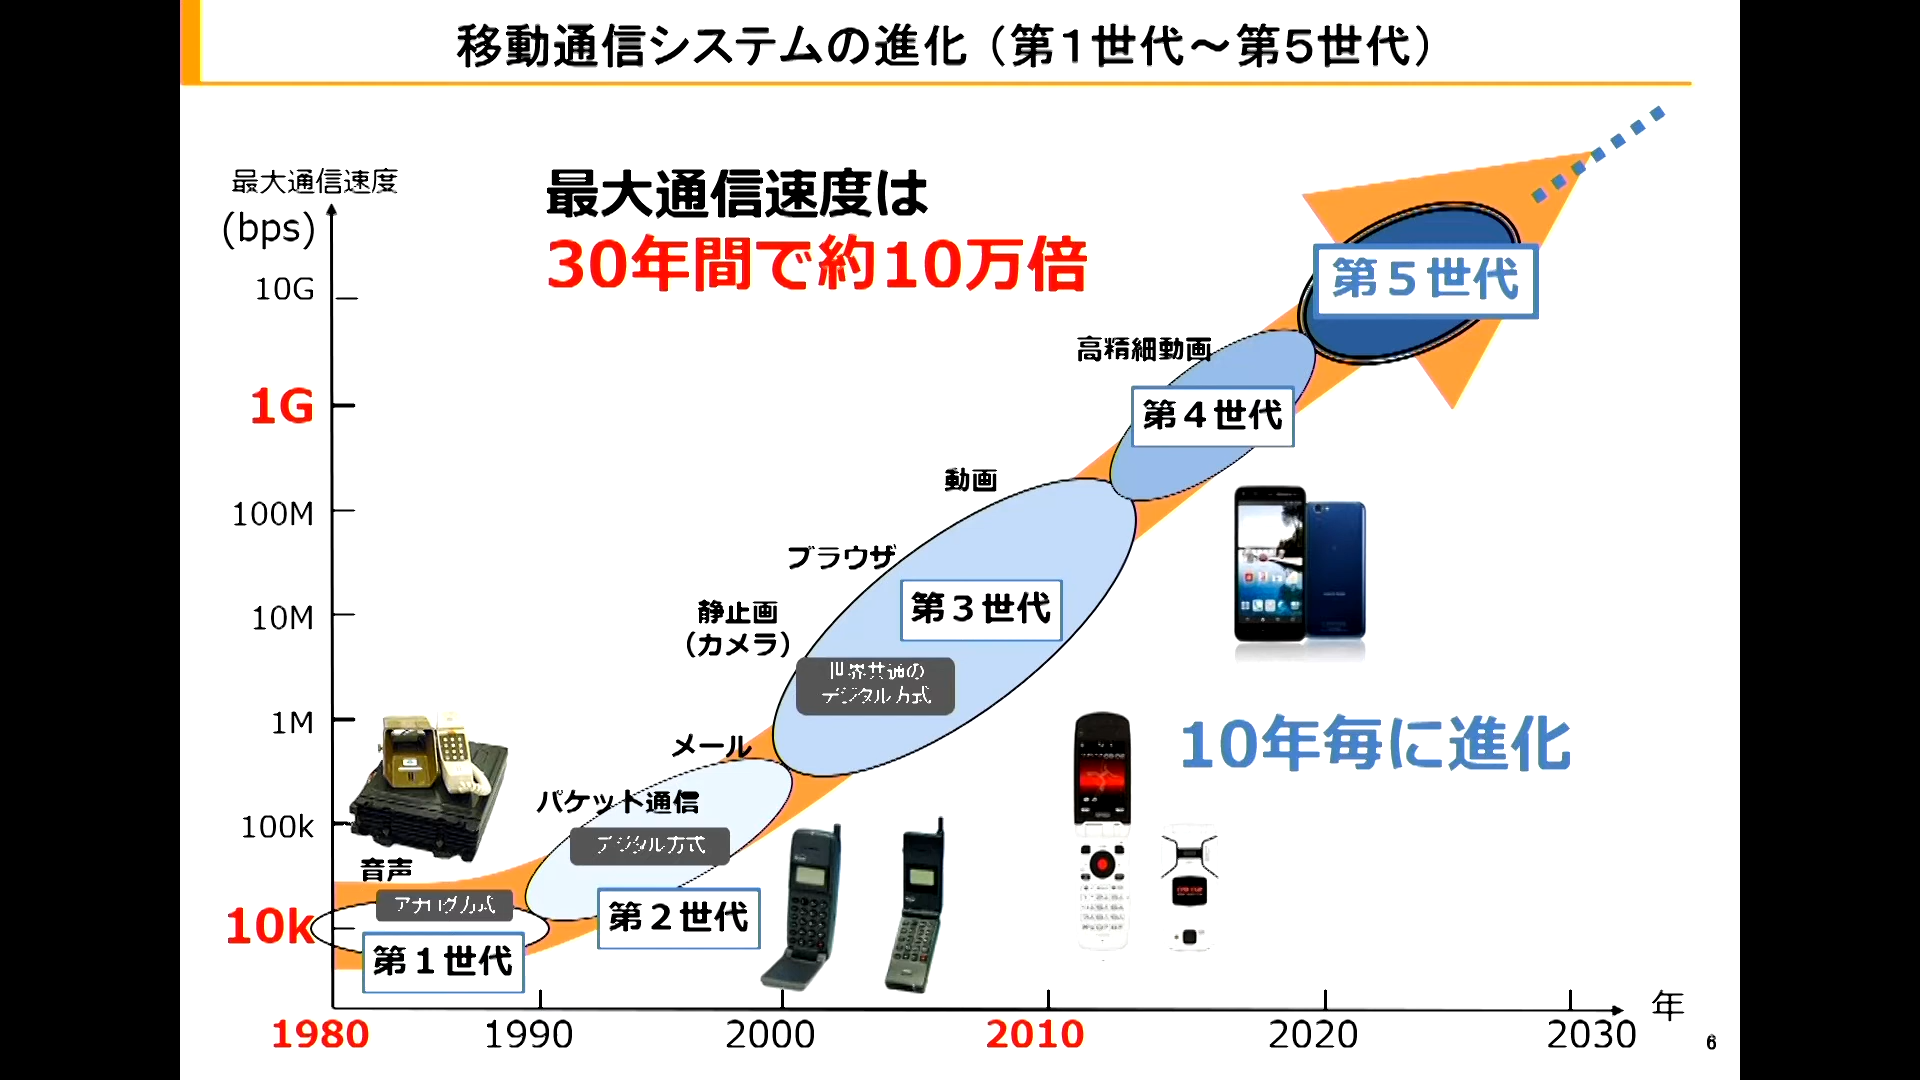 移動通信システムの進化（第１世代～第５世代）
最大通信速度
(bps)
最大通信速度は
30年間で約10万倍
10G
1G
100M
10M
1M
100k
10k
第５世代
高精細動画
第４世代
動画
ブラウザ
第３世代
静止画
（カメラ）
世界共通の
デジタル方式
メール
10年毎に進化
パケット通信
デジタル方式
第２世代
音声
アナログ方式
第１世代
1980
1990
2000
2010
2020
2030
年
6